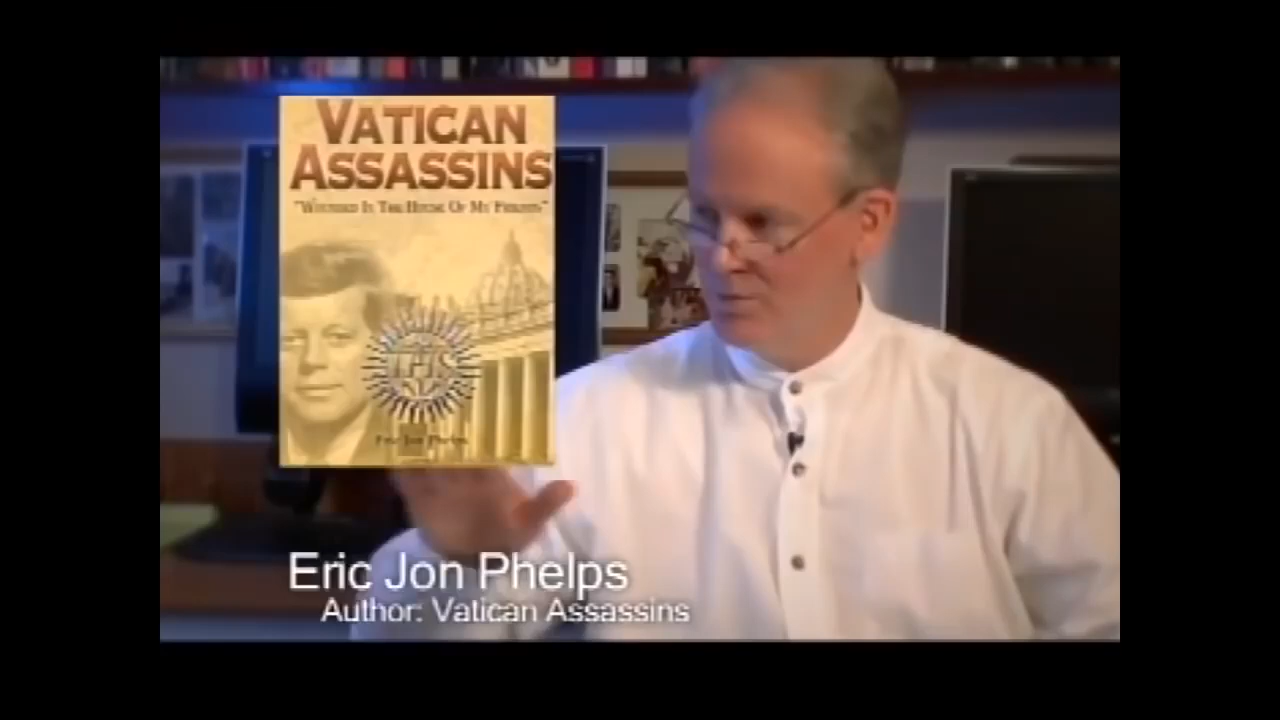 VATICAN
ASSASSINS
"WOUNDED IN THE HOUSE OF MY FRIENDS"
IHS
Eric Jon Phelps
Eric Jon Phelps
Author: Vatican Assassins